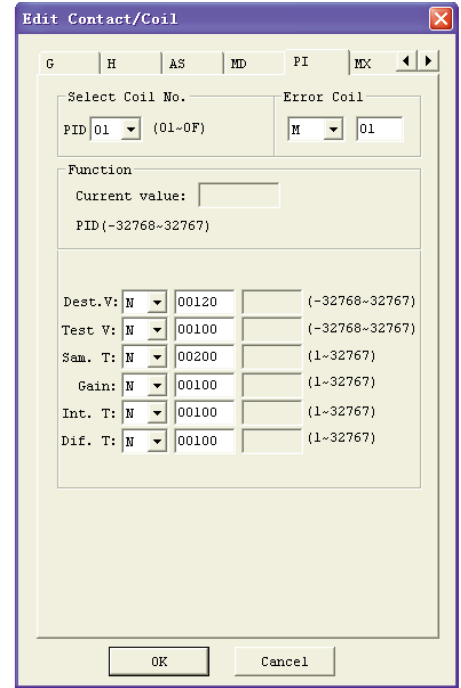 Edit Contact/Coil
G H AS MD PI MX
Select Coil No. Error Coil
PID 01 (01~0F) M 01
Function
Current value:
PID(-32768~32767)
Dest.V: N 00120 (-32768~32767)
Test V: N 00100 (-32768~32767)
Sam. T: N 00200 (1~32767)
Gain: N 00100 (1~32767)
Int. T: N 00100 (1~32767)
Dif. T: N 00100 (1~32767)
OK Cancel